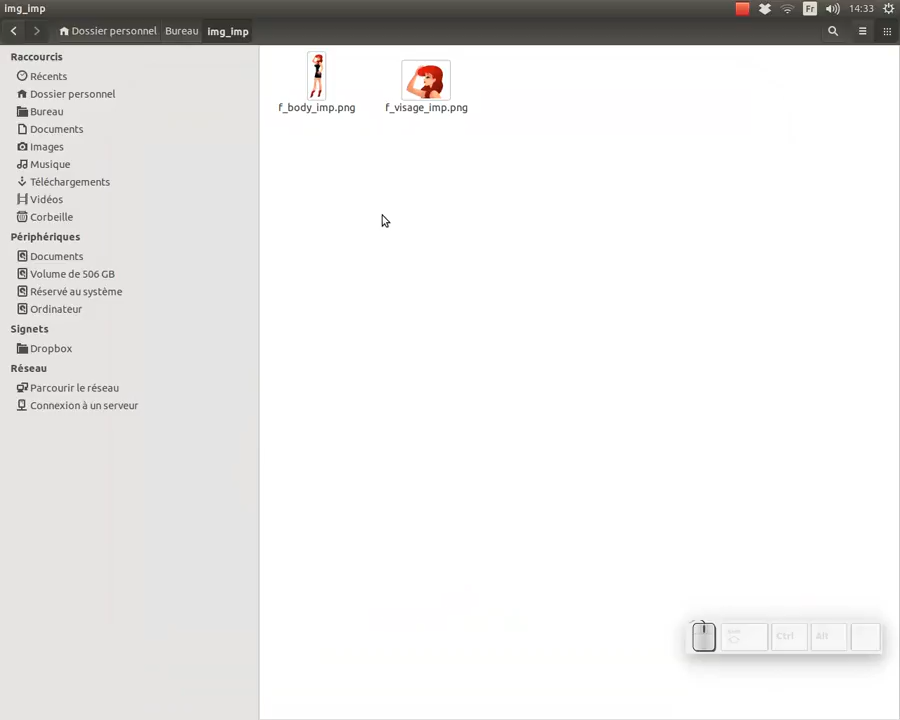 img_imp
Fr
14:33
Dossier personnel
Bureau
img_imp
Raccourcis
Récents
Dossier personnel
Bureau
Documents
Images
Musique
Téléchargements
Vidéos
Corbeille
Périphériques
Documents
Volume de 506 GB
Réservé au système
Ordinateur
Signets
Dropbox
Réseau
Parcourir le réseau
Connexion à un serveur
f_body_imp.png
f_visage_imp.png
Ctrl
Alt